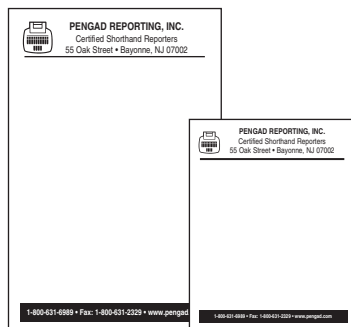 PENGAD REPORTING, INC.
Certified Shorthand Reporters
55 Oak Street • Bayonne, NJ 07002
1-800-631-6989 • Fax: 1-800-631-2329 • www.pengad
PENGAD REPORTING, INC.
Certified Shorthand Reporters
55 Oak Street • Bayonne, NJ 07002
1-800-631-6989 • Fax: 1-800-631-2329 • www.pengad.com